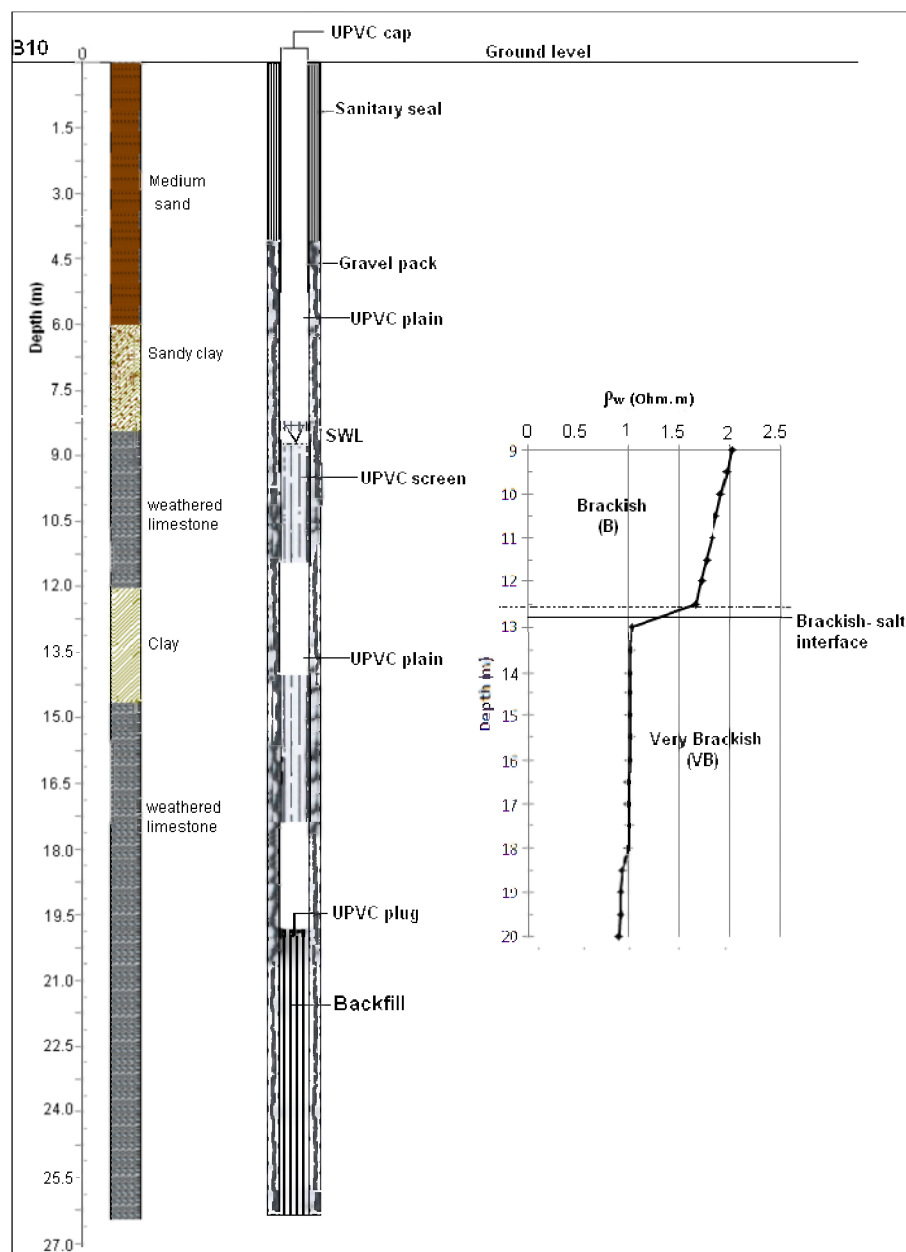 B10
UPVC cap
Ground level
Sanitary seal
Gravel pack
UPVC plain
SWL
UPVC screen
UPVC plain
UPVC plug
Backfill
Depth (m)
0
1.5
3.0
4.5
6.0
7.5
9.0
10.5
12.0
13.5
15.0
16.5
18.0
19.5
21.0
22.5
24.0
25.5
27.0
Medium
sand
Sandy clay
weathered
limestone
Clay
weathered
limestone
ρw (Ohm.m)
0 0.5 1 1.5 2 2.5
Depth (m)
9
10
11
12
13
14
15
16
17
18
19
20
Brackish
(B)
Brackish- salt
interface
Very Brackish
(VB)